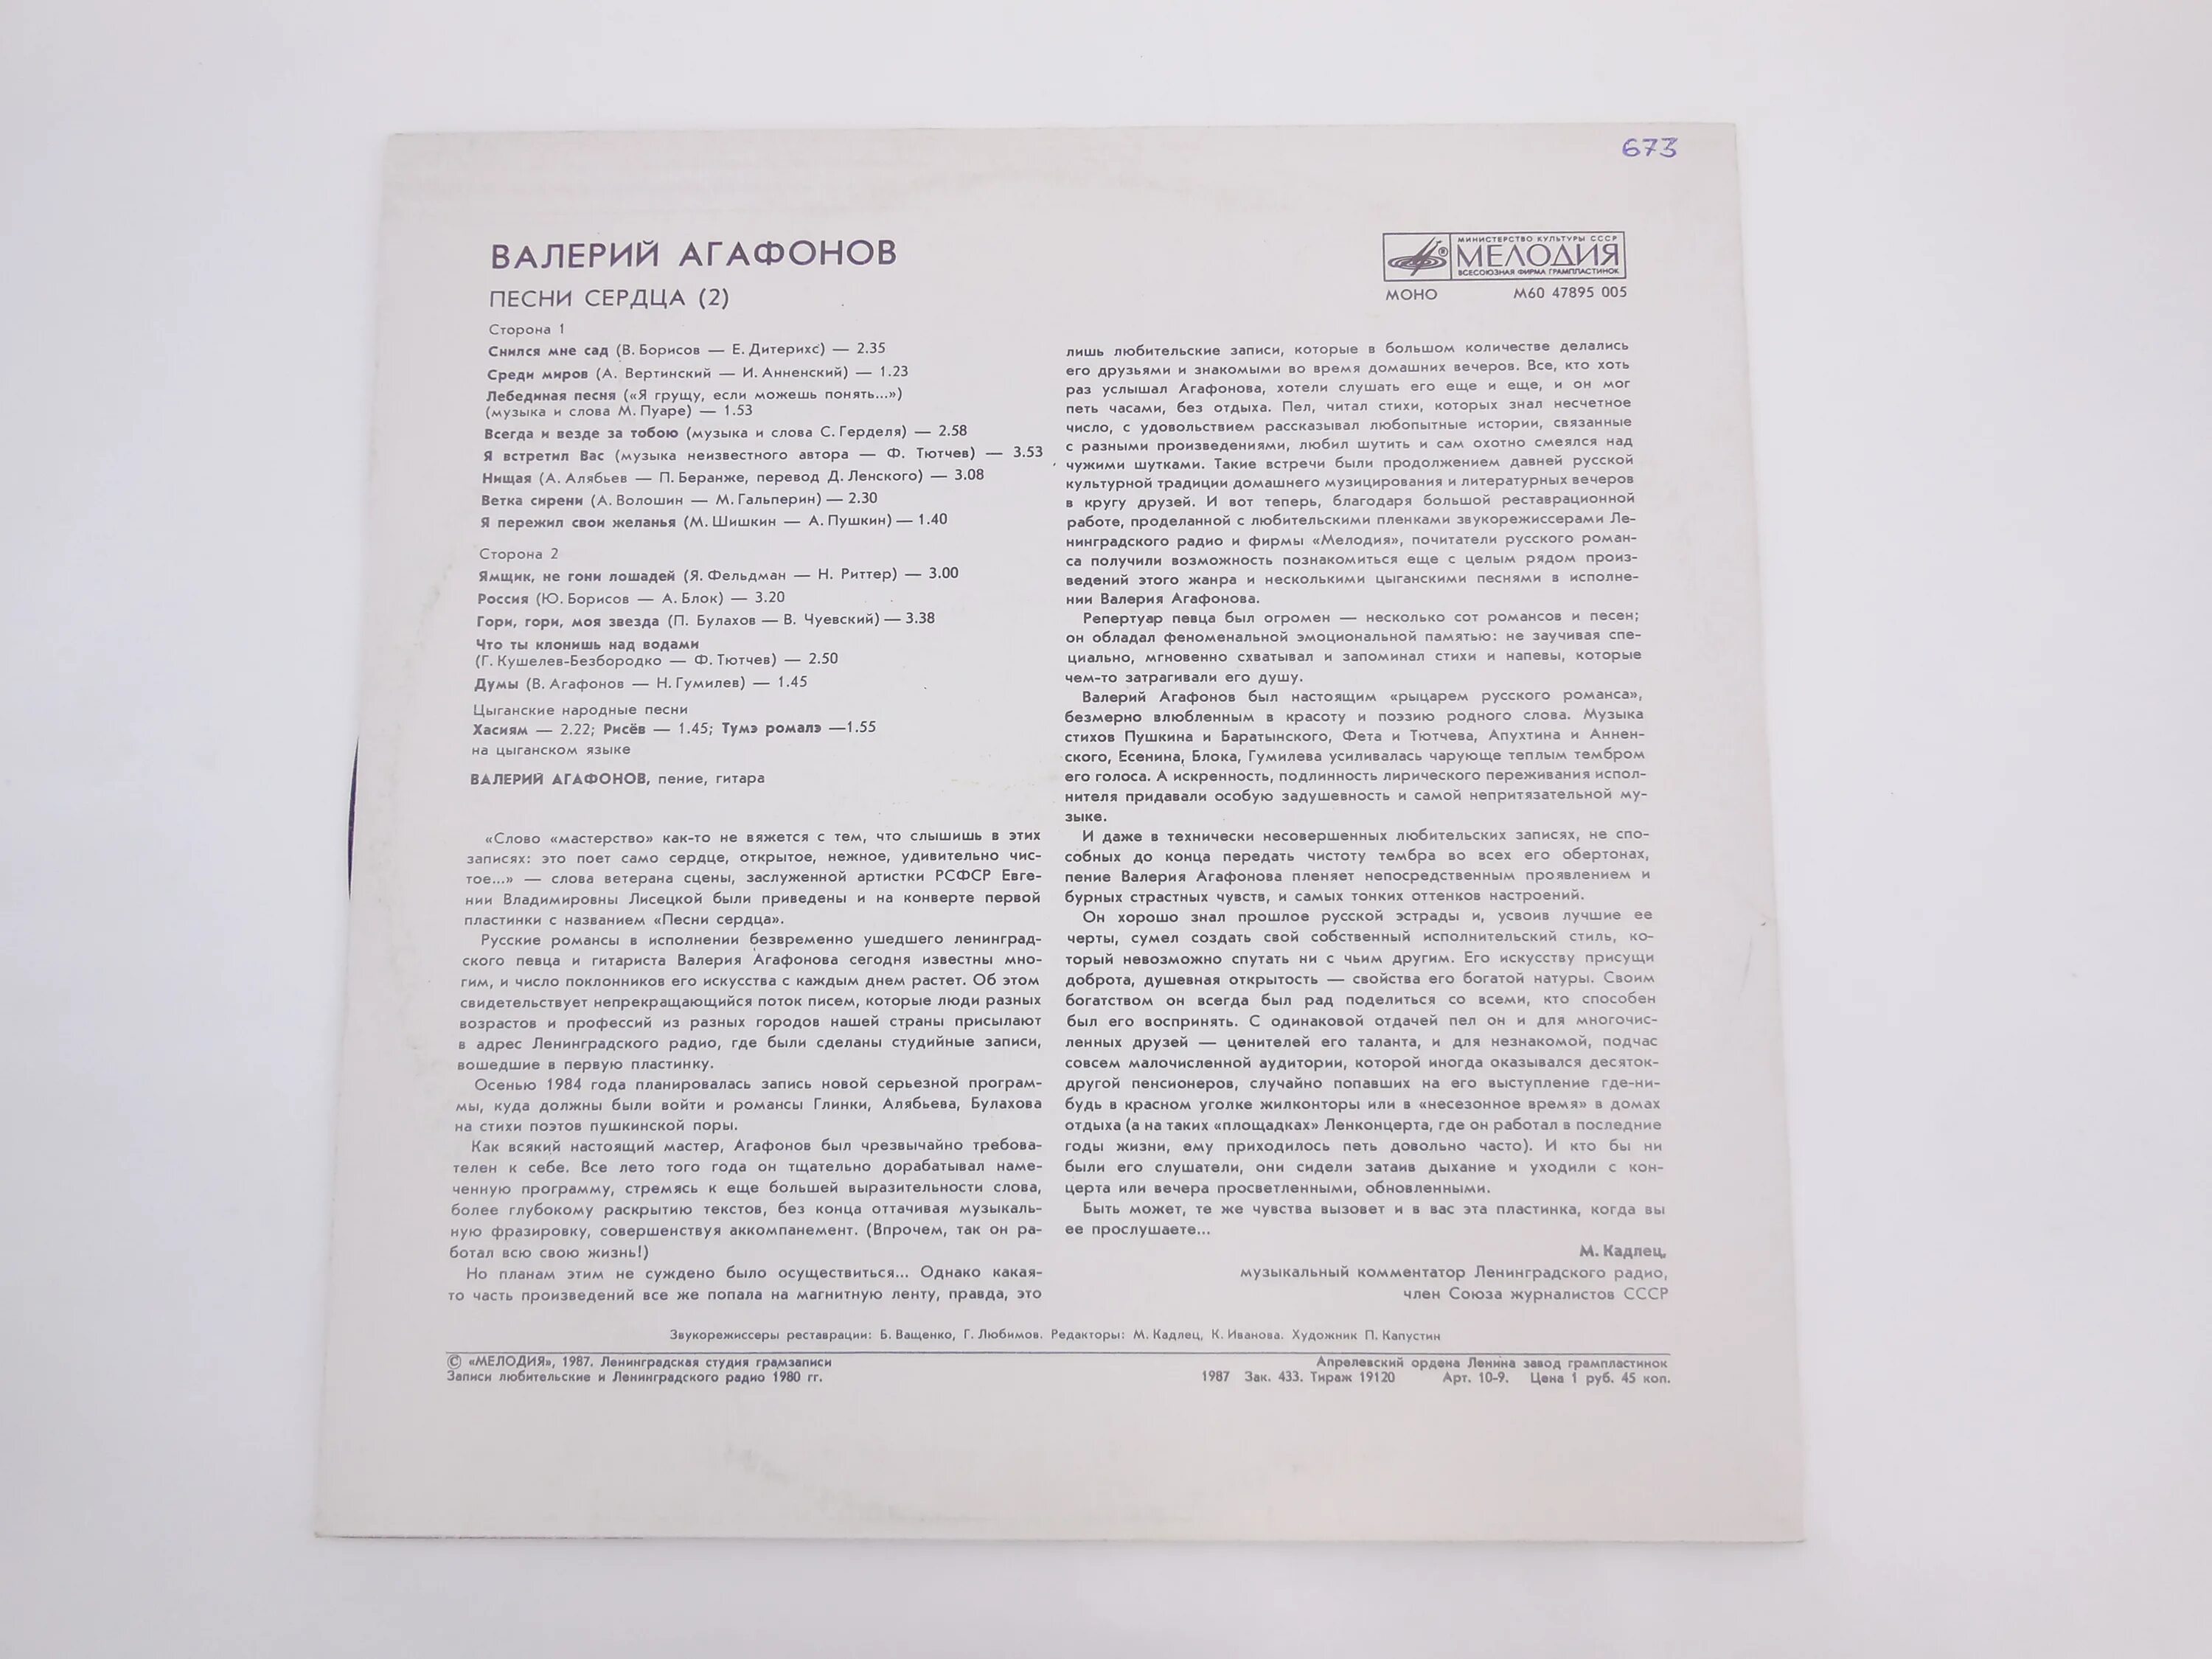 673
ВАЛЕРИЙ АГАФОНОВ
ПЕСНИ СЕРДЦА (2)
МИНИСТЕРСТВО КУЛЬТУРЫ СССР
МЕЛОДИЯ
ВСЕСОЮЗНАЯ ФИРМА ГРАМПЛАСТИНОК
МОНО М60 47895 005
Сторона 1
Снился мне сад (В. Борисов — Е. Дитерихс) — 2.35
Среди миров (А. Вертинский — И. Анненский) — 1.23
Лебединая песня («Я грущу, если можешь понять...»)
(музыка и слова М. Пуаре) — 1.53
Всегда и везде за тобою (музыка и слова С. Герделя) — 2.58
Я встретил Вас (музыка неизвестного автора — Ф. Тютчев) — 3.53
Нищая (А. Алябьев — П. Беранже, перевод Д. Ленского) — 3.08
Ветка сирени (А. Волошин — М. Гальперин) — 2.30
Я пережил свои желанья (М. Шишкин — А. Пушкин) — 1.40
Сторона 2
Ямщик, не гони лошадей (Я. Фельдман — Н. Риттер) — 3.00
Россия (Ю. Борисов — А. Блок) — 3.20
Гори, гори, моя звезда (П. Булахов — В. Чуевский) — 3.38
Что ты клонишь над водами
(Г. Кушелев-Безбородко — Ф. Тютчев) — 2.50
Думы (В. Агафонов — Н. Гумилев) — 1.45
Цыганские народные песни
Хасиям — 2.22; Рисёв — 1.45; Тумэ ромалэ —1.55
на цыганском языке
ВАЛЕРИЙ АГАФОНОВ, пение, гитара
«Слово «мастерство» как-то не вяжется с тем, что слышишь в этих
записях: это поет само сердце, открытое, нежное, удивительно чис-
тое...» — слова ветерана сцены, заслуженной артистки РСФСР Евге-
нии Владимировны Лисецкой были приведены и на конверте первой
пластинки с названием «Песни сердца».
Русские романсы в исполнении безвременно ушедшего ленинград-
ского певца и гитариста Валерия Агафонова сегодня известны мно-
гим, и число поклонников его искусства с каждым днем растет. Об этом
свидетельствует непрекращающийся поток писем, которые люди разных
возрастов и профессий из разных городов нашей страны присылают
в адрес Ленинградского радио, где были сделаны студийные записи,
вошедшие в первую пластинку.
Осенью 1984 года планировалась запись новой серьезной програм-
мы, куда должны были войти и романсы Глинки, Алябьева, Булахова
на стихи поэтов пушкинской поры.
Как всякий настоящий мастер, Агафонов был чрезвычайно требова-
телен к себе. Все лето того года он тщательно дорабатывал наме-
ченную программу, стремясь к еще большей выразительности слова,
более глубокому раскрытию текстов, без конца оттачивая музыкаль-
ную фразировку, совершенствуя аккомпанемент. (Впрочем, так он ра-
ботал всю свою жизнь!)
Но планам этим не суждено было осуществиться... Однако какая-
то часть произведений все же попала на магнитную ленту, правда, это
лишь любительские записи, которые в большом количестве делались
его друзьями и знакомыми во время домашних вечеров. Все, кто хоть
раз услышал Агафонова, хотели слушать его еще и еще, и он мог
петь часами, без отдыха. Пел, читал стихи, которых знал несчетное
число, с удовольствием рассказывал любопытные истории, связанные
с разными произведениями, любил шутить и сам охотно смеялся над
чужими шутками. Такие встречи были продолжением давней русской
культурной традиции домашнего музицирования и литературных вечеров
в кругу друзей. И вот теперь, благодаря большой реставрационной
работе, проделанной с любительскими пленками звукорежиссерами Ле-
нинградского радио и фирмы «Мелодия», почитатели русского роман-
са получили возможность познакомиться еще с целым рядом произ-
ведений этого жанра и несколькими цыганскими песнями в исполне-
нии Валерия Агафонова.
Репертуар певца был огромен — несколько сот романсов и песен;
он обладал феноменальной эмоциональной памятью: не заучивая спе-
циально, мгновенно схватывал и запоминал стихи и напевы, которые
чем-то затрагивали его душу.
Валерий Агафонов был настоящим «рыцарем русского романса»,
безмерно влюбленным в красоту и поэзию родного слова. Музыка
стихов Пушкина и Баратынского, Фета и Тютчева, Апухтина и Аннен-
ского, Есенина, Блока, Гумилева усиливалась чарующе теплым тембром
его голоса. А искренность, подлинность лирического переживания испол-
нителя придавали особую задушевность и самой непритязательной му-
зыке.
И даже в технически несовершенных любительских записях, не спо-
собных до конца передать чистоту тембра во всех его обертонах,
пение Валерия Агафонова пленяет непосредственным проявлением и
бурных страстных чувств, и самых тонких оттенков настроений.
Он хорошо знал прошлое русской эстрады и, усвоив лучшие ее
черты, сумел создать свой собственный исполнительский стиль, ко-
торый невозможно спутать ни с чьим другим. Его искусству присущи
доброта, душевная открытость — свойства его богатой натуры. Своим
богатством он всегда был рад поделиться со всеми, кто способен
был его воспринять. С одинаковой отдачей пел он и для многочис-
ленных друзей — ценителей его таланта, и для незнакомой, подчас
совсем малочисленной аудитории, которой иногда оказывался десяток-
другой пенсионеров, случайно попавших на его выступление где-ни-
будь в красном уголке жилконторы или в «несезонное время» в домах
отдыха (а на таких «площадках» Ленконцерта, где он работал в последние
годы жизни, ему приходилось петь довольно часто). И кто бы ни
были его слушатели, они сидели затаив дыхание и уходили с кон-
церта или вечера просветленными, обновленными.
Быть может, те же чувства вызовет и в вас эта пластинка, когда вы
ее прослушаете...
М. Кадлец,
музыкальный комментатор Ленинградского радио,
член Союза журналистов СССР
Звукорежиссеры реставрации: Б. Ващенко, Г. Любимов. Редакторы: М. Кадлец, К. Иванова. Художник П. Капустин
© «МЕЛОДИЯ», 1987. Ленинградская студия грамзаписи
Записи любительские и Ленинградского радио 1980 гг.
Апрелевский ордена Ленина завод грампластинок
1987 Зак. 433. Тираж 19120 Арт. 10-9. Цена 1 руб. 45 коп.